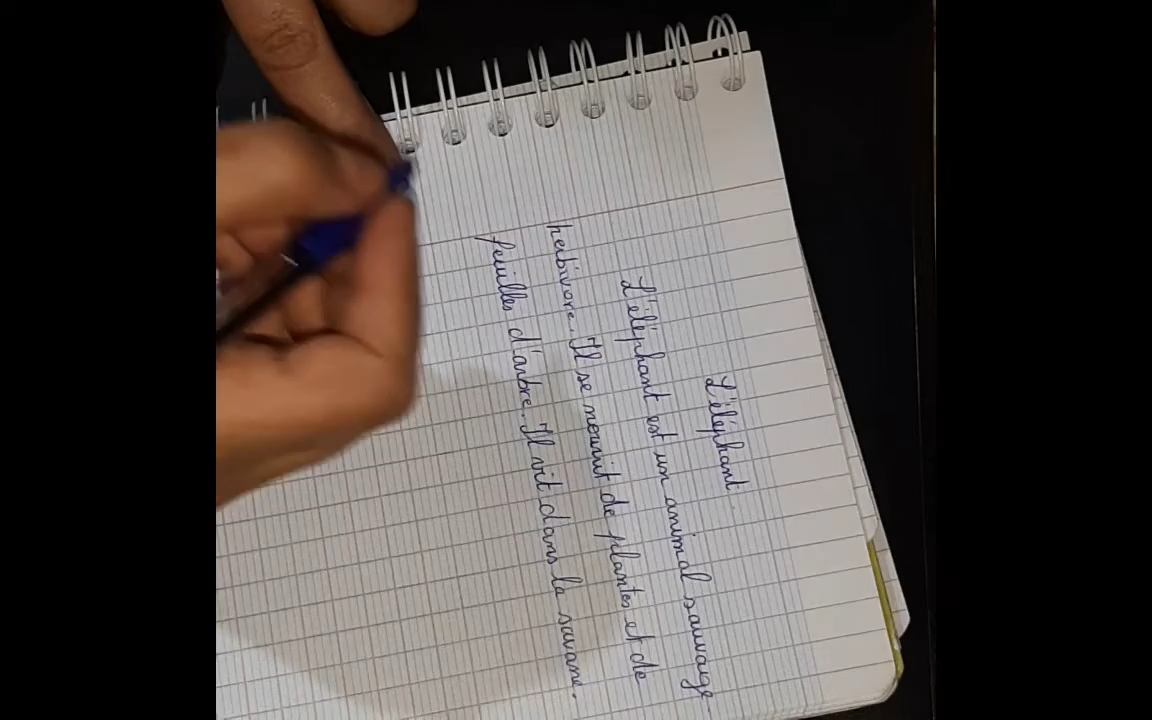 L'éléphant
L'éléphant est un animal sauvage
herbivore. Il se nourrit de plantes et de
feuilles d'arbre. Il vit dans la savane.